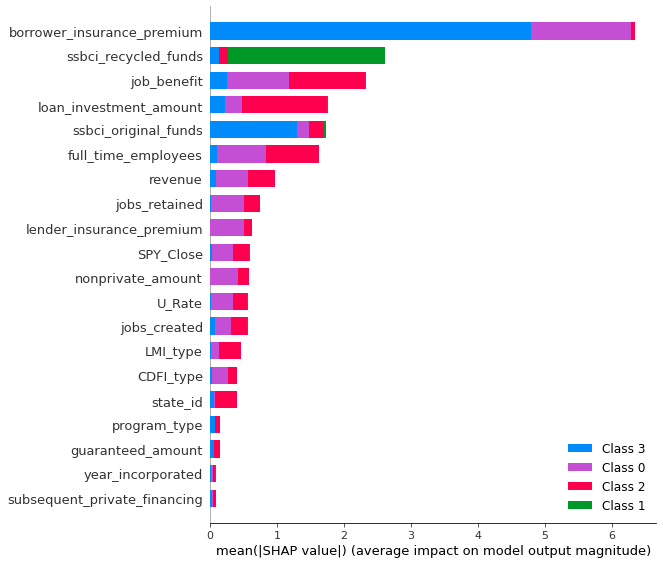 borrower_insurance_premium
ssbci_recycled_funds
job_benefit
loan_investment_amount
ssbci_original_funds
full_time_employees
revenue
jobs_retained
lender_insurance_premium
SPY_Close
nonprivate_amount
U_Rate
jobs_created
LMI_type
CDFI_type
state_id
program_type
guaranteed_amount
year_incorporated
subsequent_private_financing
Class 3
Class 0
Class 2
Class 1
0 1 2 3 4 5 6
mean(|SHAP value|) (average impact on model output magnitude)